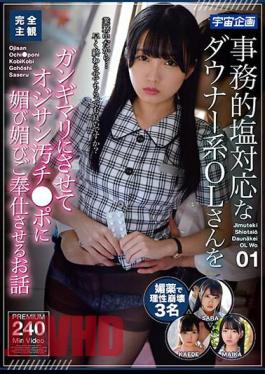 完全主観
宇宙企画
事務的塩対応な
ダウナー系OLさんを
01
Jimuteki
Shiotaiō
Daunākei
OL Wo
ガンギマリにさせて
オジサン汚チ●ポに
媚び媚びご奉仕させるお話
Ojisan
Ochi●poni
KobiKobi
Gohōshi
Saseru
PREMIUM
240
Min Video
媚薬で
理性崩壊
3名
SARA
KAEDE
MAIKA
HD